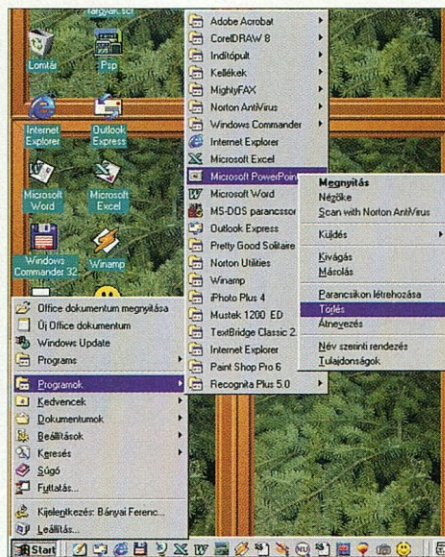 Lomtár
Psp
Internet Explorer
Outlook Express
Microsoft Word
Microsoft Excel
Windows Commander 32
Winamp
Office dokumentum megnyitása
Új Office dokumentum
Windows Update
Programs
Programok
Kedvencek
Dokumentumok
Beállítások
Keresés
Súgó
Futtatás...
Kijelentkezés: Bányai Ferenc...
Leállítás...
Start
Adobe Acrobat
CorelDRAW 8
Indítópult
Kellékek
MightyFAX
Norton AntiVirus
Windows Commander
Internet Explorer
Microsoft Excel
Microsoft PowerPoin
Microsoft Word
MS-DOS parancssor
Outlook Express
Pretty Good Solitaire
Norton Utilities
Winamp
iPhoto Plus 4
Mustek 1200 ED
TextBridge Classic 2.
Internet Explorer
Paint Shop Pro 6
Recognita Plus 5.0
Megnyitás
Nézőke
Scan with Norton AntiVirus
Küldés
Kivágás
Másolás
Parancsikon létrehozása
Törlés
Átnevezés
Név szerinti rendezés
Tulajdonságok